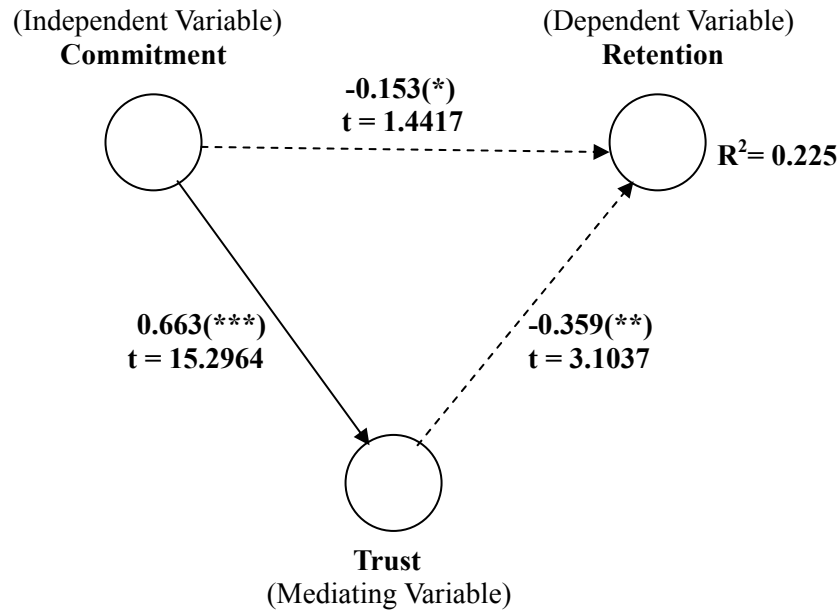 (Independent Variable)
Commitment
(Dependent Variable)
Retention
-0.153(*)
t = 1.4417
R²= 0.225
0.663(***)
t = 15.2964
-0.359(**)
t = 3.1037
Trust
(Mediating Variable)